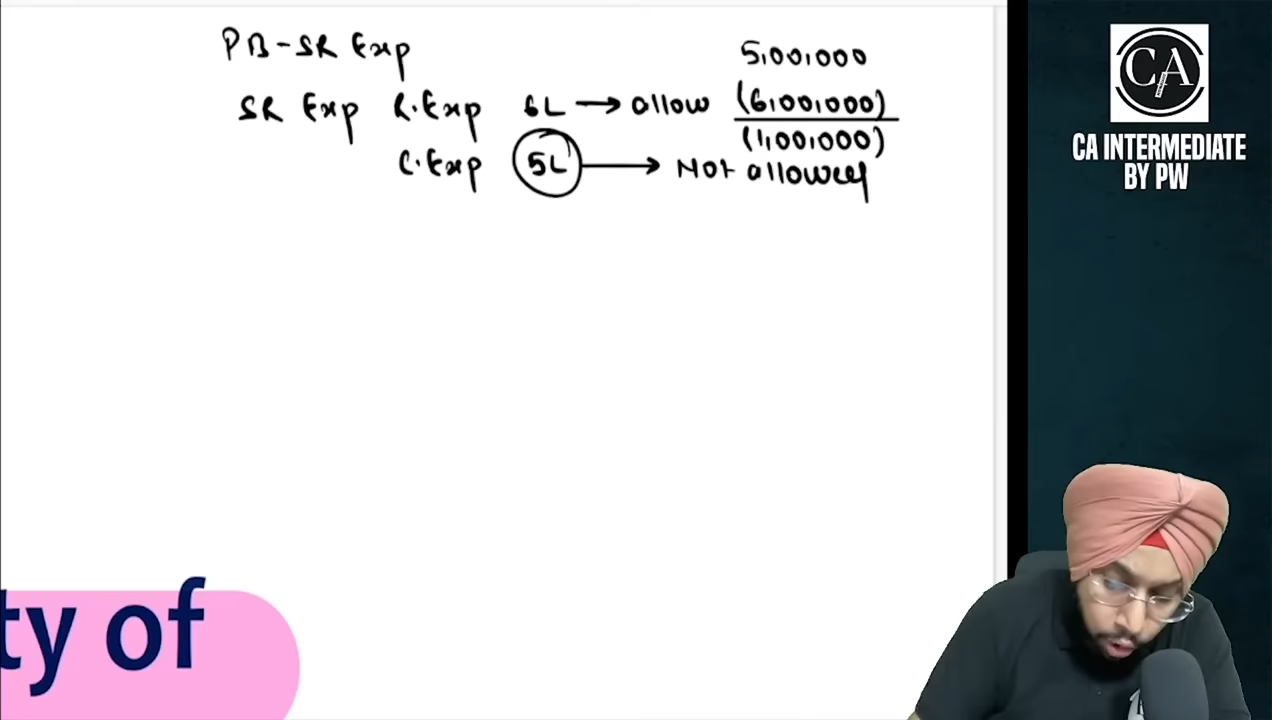 PB-SR Exp 5,00,000
SR Exp R.Exp 6L → allow (6,00,000)
(1,00,000)
C.Exp 5L → Not allowed
CA
CA INTERMEDIATE
BY PW
ty of